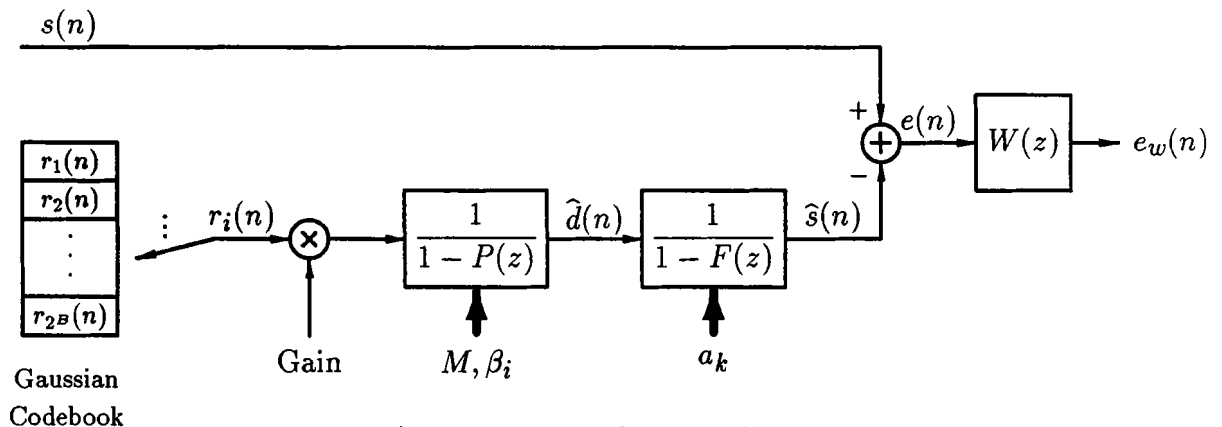 s(n)
+
e(n)
W(z)
e_w(n)
+
−
r_1(n)
r_2(n)
⋮
r_{2^B}(n)
⋮
r_i(n)
×
1
1 − P(z)
d̂(n)
1
1 − F(z)
ŝ(n)
Gain
M, β_i
a_k
Gaussian
Codebook